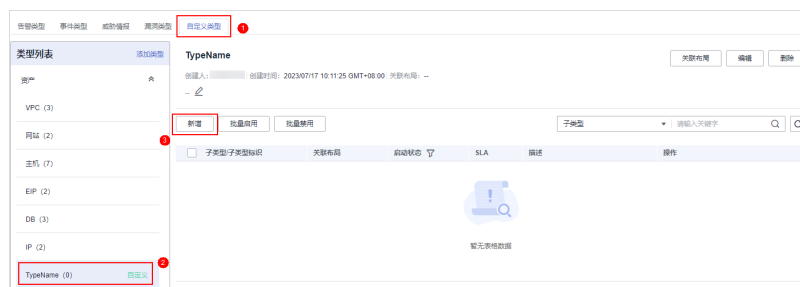 告警类型 事件类型 威胁情报 漏洞类型 自定义类型 1
类型列表 添加类型
资产
VPC (3)
网站 (2)
3
主机 (7)
EIP (2)
DB (3)
IP (2)
2
TypeName (0) 自定义
TypeName 关联布局 编辑 删除
创建人: 创建时间: 2023/07/17 10:11:25 GMT+08:00 关联布局: --
--
新增 批量启用 批量禁用 子类型 请输入关键字
子类型/子类型标识 关联布局 启动状态 SLA 描述 操作
暂无表格数据